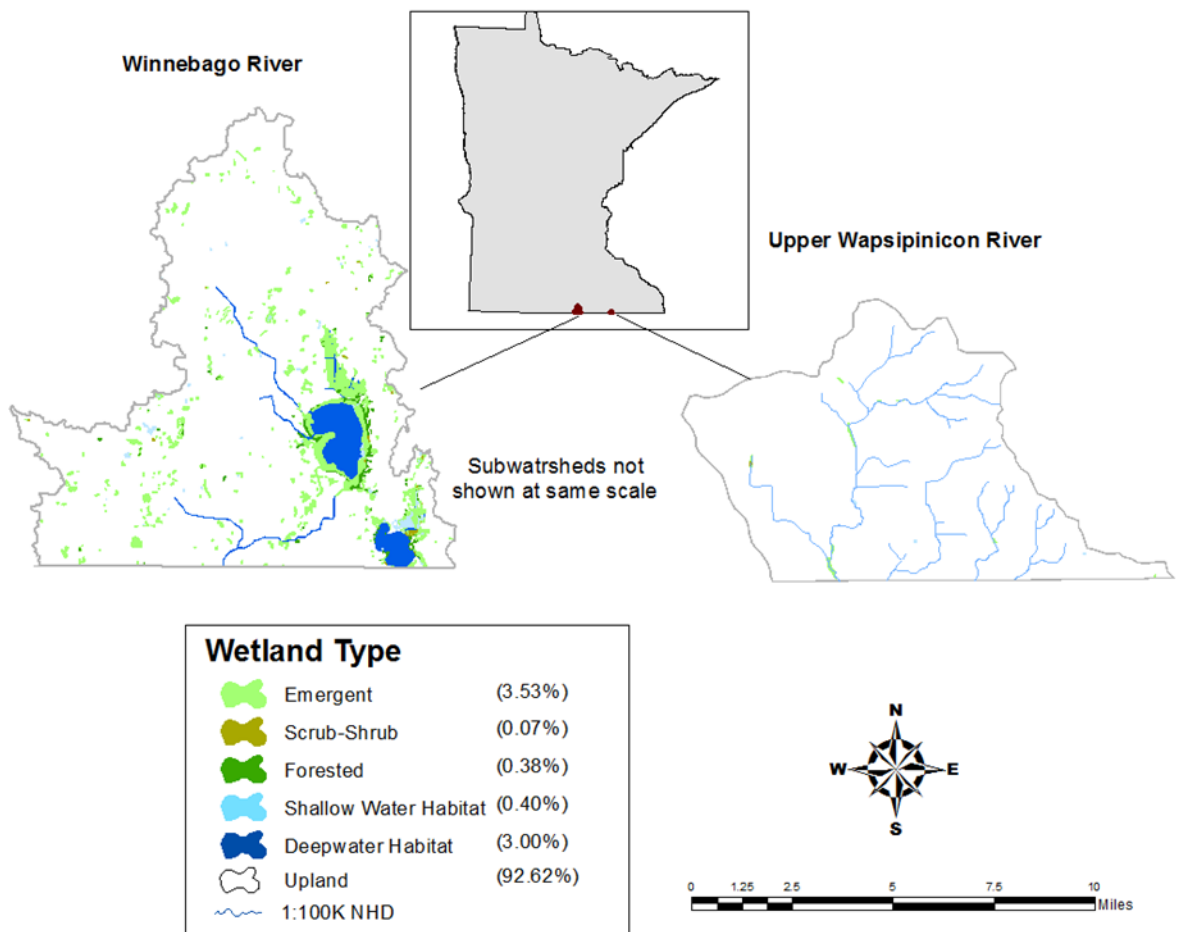 Winnebago River
Upper Wapsipinicon River
Subwatrsheds not
shown at same scale
Wetland Type
Emergent (3.53%)
Scrub-Shrub (0.07%)
Forested (0.38%)
Shallow Water Habitat (0.40%)
Deepwater Habitat (3.00%)
Upland (92.62%)
1:100K NHD
N
W E
S
0 1.25 2.5 5 7.5 10
Miles